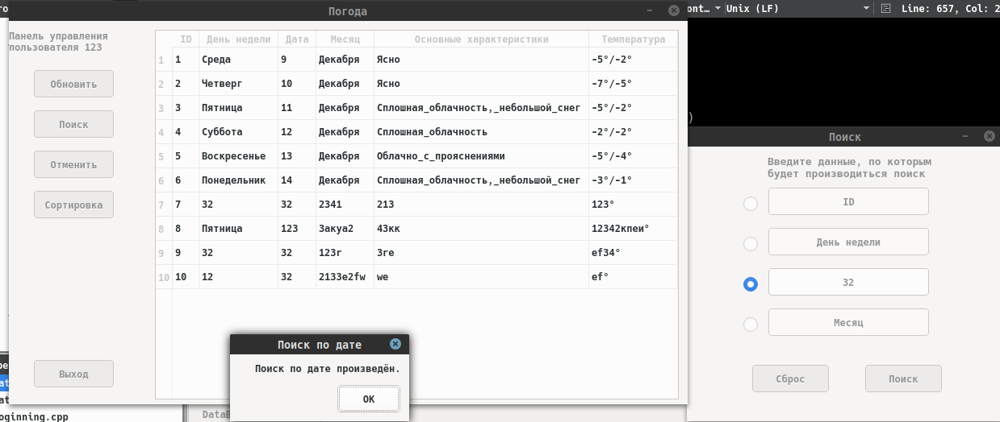 Погода
ont… Unix (LF) Line: 657, Col: 2
Панель управления
пользователя 123
Обновить
Поиск
Отменить
Сортировка
Выход
ID День недели Дата Месяц Основные характеристики Температура
1 1 Среда 9 Декабря Ясно -5°/-2°
2 2 Четверг 10 Декабря Ясно -7°/-5°
3 3 Пятница 11 Декабря Сплошная_облачность,_небольшой_снег -5°/-2°
4 4 Суббота 12 Декабря Сплошная_облачность -2°/-2°
5 5 Воскресенье 13 Декабря Облачно_с_прояснениями -5°/-4°
6 6 Понедельник 14 Декабря Сплошная_облачность,_небольшой_снег -3°/-1°
7 7 32 32 2341 213 123°
8 8 Пятница 123 3акуа2 43кк 12342кпеи°
9 9 32 32 123r 3re ef34°
10 10 12 32 2133e2fw we ef°
)
Поиск
Введите данные, по которым
будет производиться поиск
ID
День недели
32
Месяц
Сброс Поиск
Поиск по дате
Поиск по дате произведён.
OK
oginning.cpp
DataB